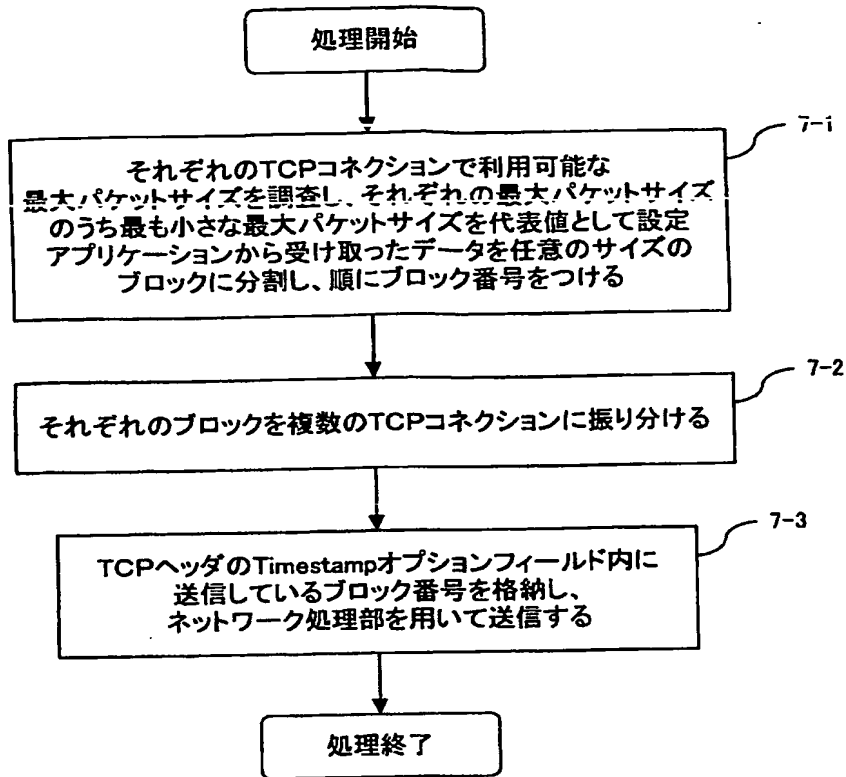 処理開始
7-1
それぞれのTCPコネクションで利用可能な
最大パケットサイズを調査し、それぞれの最大パケットサイズ
のうち最も小さな最大パケットサイズを代表値として設定
アプリケーションから受け取ったデータを任意のサイズの
ブロックに分割し、順にブロック番号をつける
7-2
それぞれのブロックを複数のTCPコネクションに振り分ける
7-3
TCPヘッダのTimestampオプションフィールド内に
送信しているブロック番号を格納し、
ネットワーク処理部を用いて送信する
処理終了